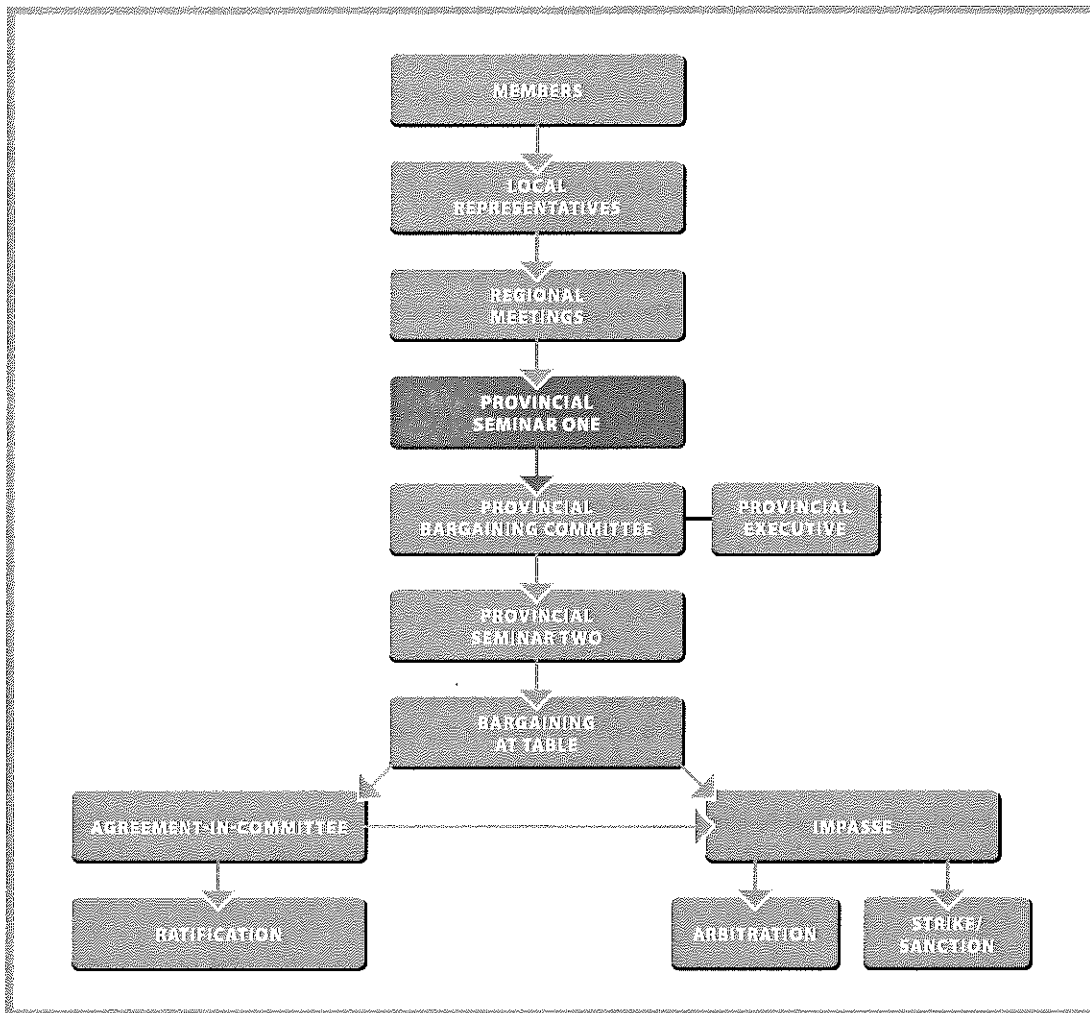 MEMBERS
LOCAL
REPRESENTATIVES
REGIONAL
MEETINGS
PROVINCIAL
SEMINAR ONE
PROVINCIAL
BARGAINING COMMITTEE
PROVINCIAL
EXECUTIVE
PROVINCIAL
SEMINAR TWO
BARGAINING
AT TABLE
AGREEMENT-IN-COMMITTEE
IMPASSE
RATIFICATION
ARBITRATION
STRIKE/
SANCTION